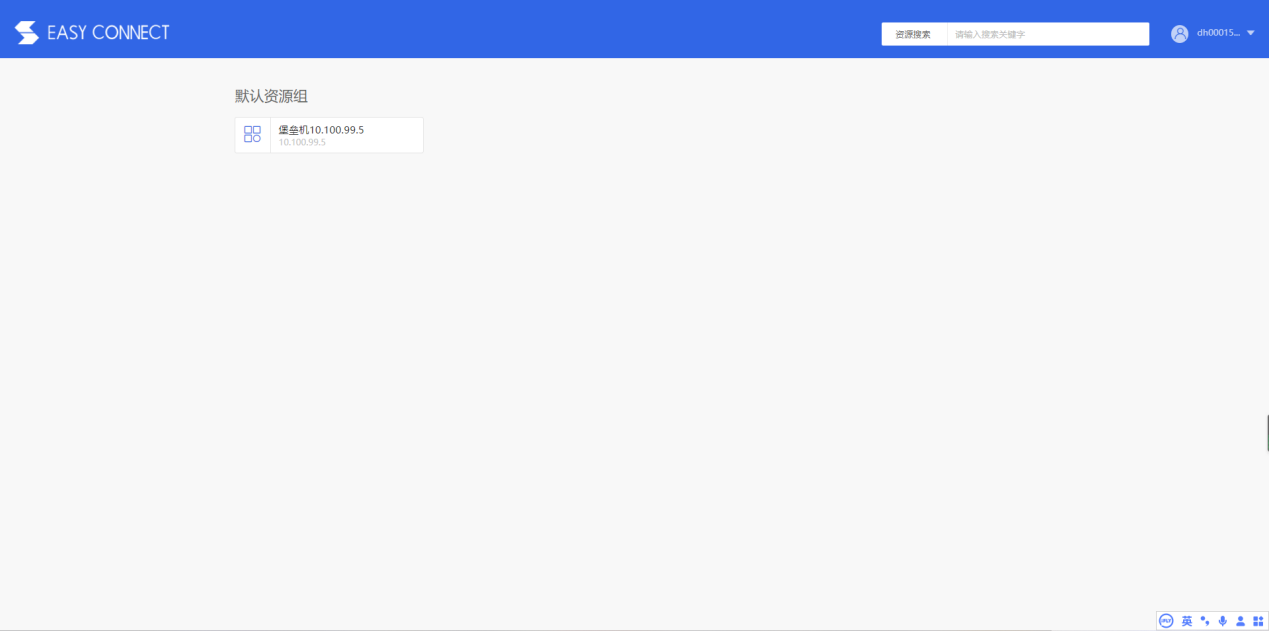 EASY CONNECT
资源搜索
请输入搜索关键字
dh00015...
默认资源组
堡垒机10.100.99.5
10.100.99.5
iFLY
英